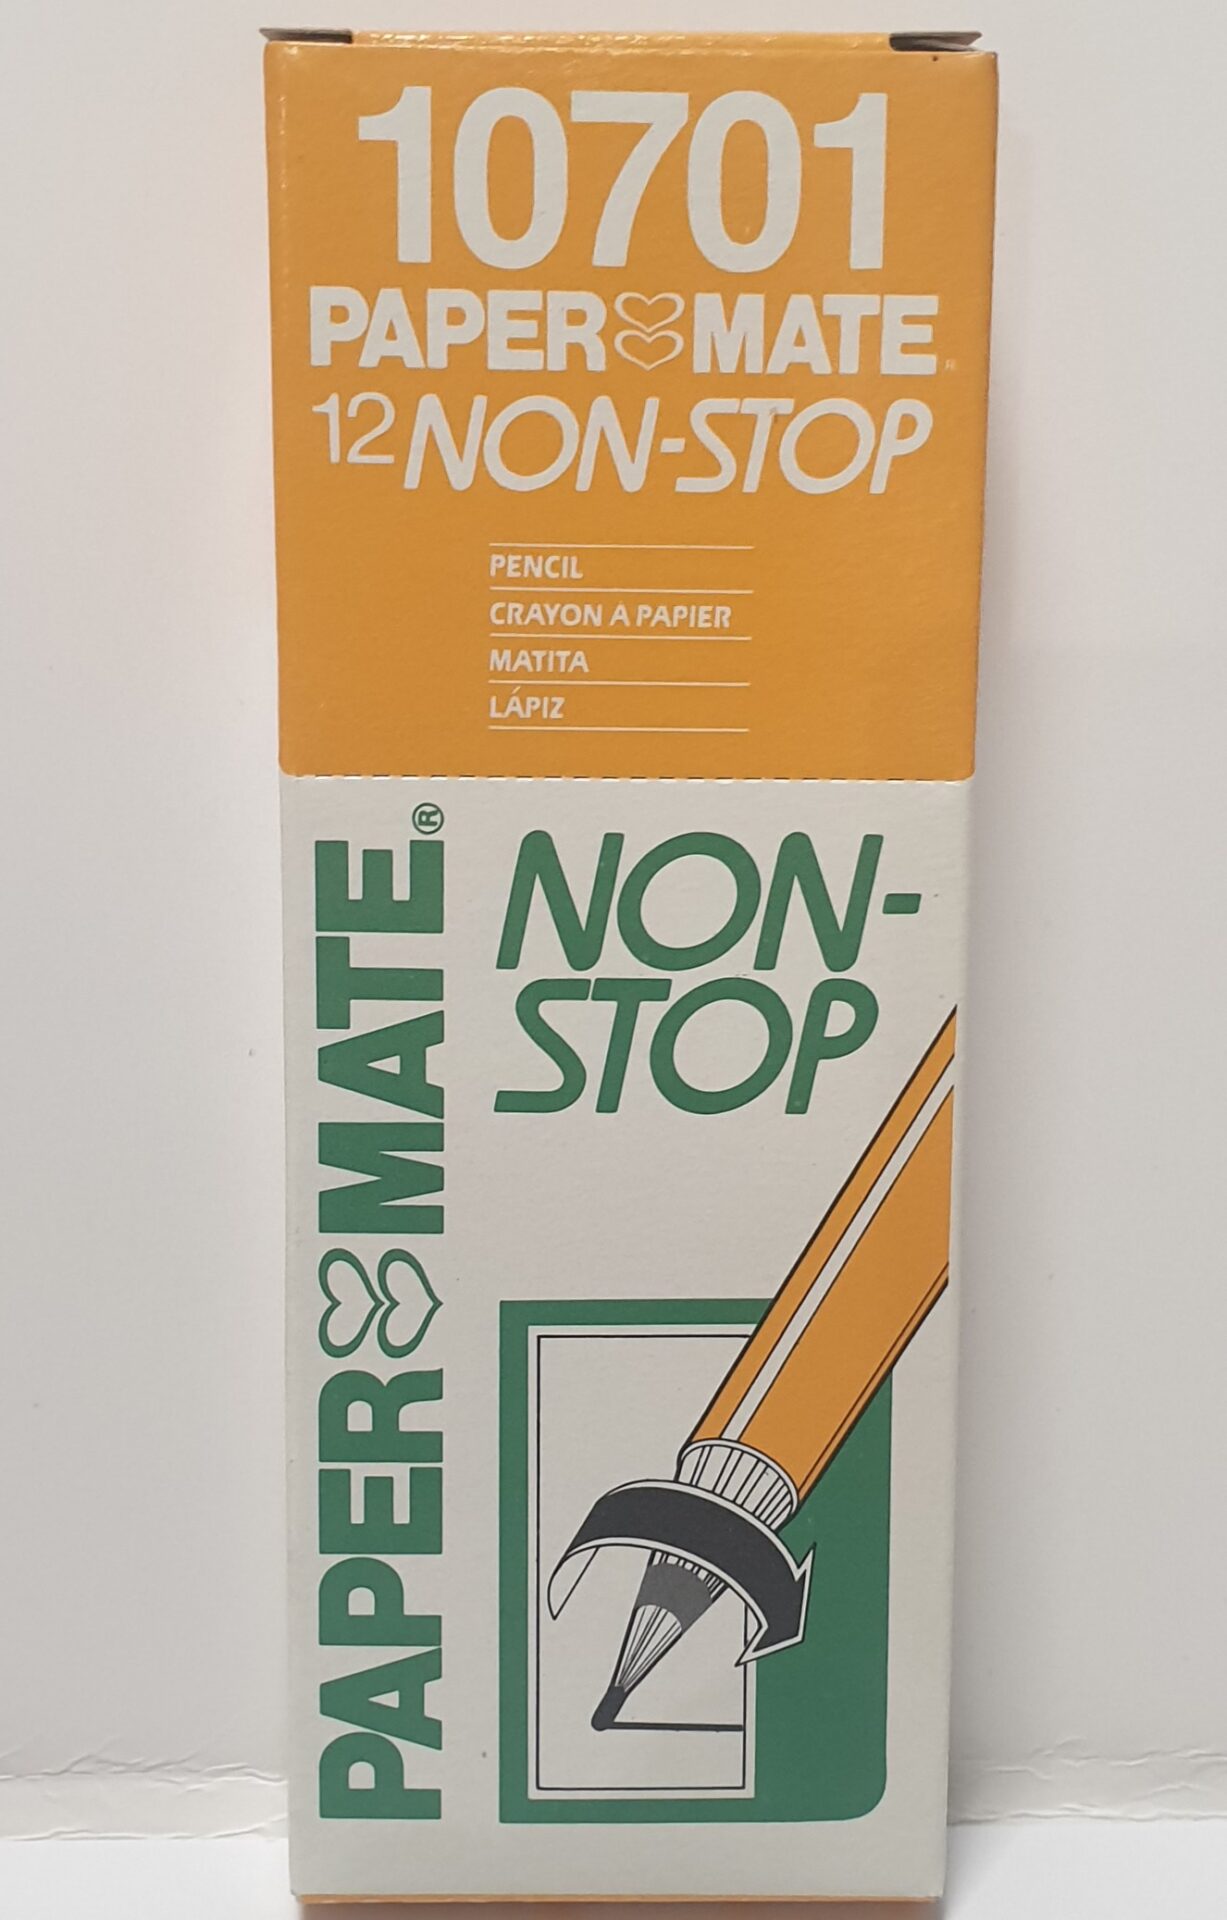 10701
PAPER MATE®
12 NON-STOP
PENCIL
CRAYON A PAPIER
MATITA
LÁPIZ
PAPER MATE®
NON-
STOP